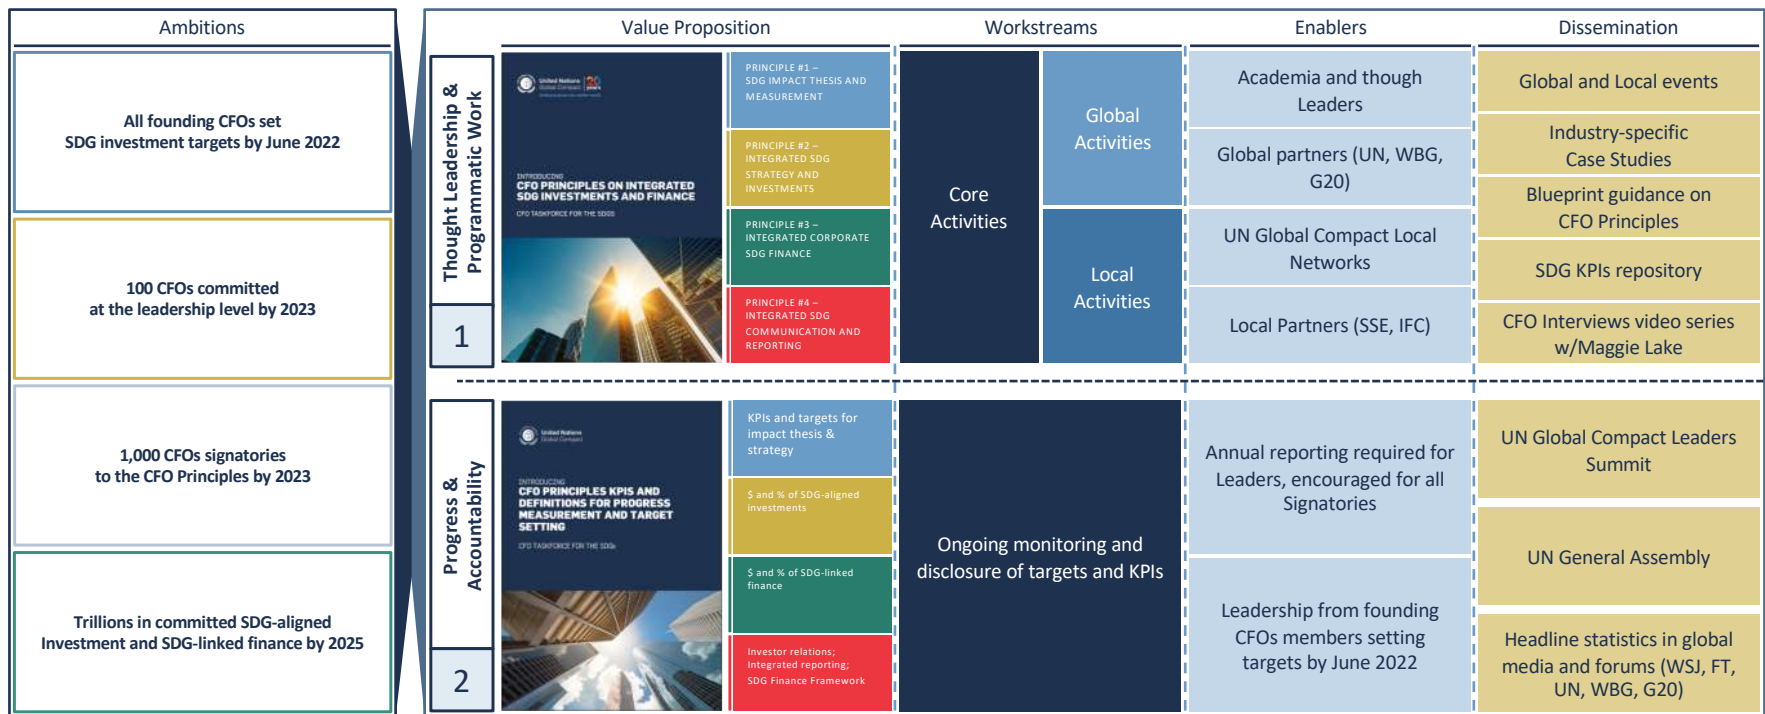 Ambitions
Value Proposition
Workstreams
Enablers
Dissemination
All founding CFOs set
SDG investment targets by June 2022
100 CFOs committed
at the leadership level by 2023
1,000 CFOs signatories
to the CFO Principles by 2023
Trillions in committed SDG-aligned
Investment and SDG-linked finance by 2025
Thought Leadership &
Programmatic Work
1
United Nations
Global Compact
INTRODUCING
CFO PRINCIPLES ON INTEGRATED
SDG INVESTMENTS AND FINANCE
CFO TASKFORCE FOR THE SDGS
PRINCIPLE #1 –
SDG IMPACT THESIS AND
MEASUREMENT
PRINCIPLE #2 –
INTEGRATED SDG
STRATEGY AND
INVESTMENTS
PRINCIPLE #3 –
INTEGRATED CORPORATE
SDG FINANCE
PRINCIPLE #4 –
INTEGRATED SDG
COMMUNICATION AND
REPORTING
Core
Activities
Global
Activities
Local
Activities
Academia and though
Leaders
Global partners (UN, WBG,
G20)
UN Global Compact Local
Networks
Local Partners (SSE, IFC)
Global and Local events
Industry-specific
Case Studies
Blueprint guidance on
CFO Principles
SDG KPIs repository
CFO Interviews video series
w/Maggie Lake
Progress &
Accountability
2
United Nations
Global Compact
INTRODUCING
CFO PRINCIPLES KPIS AND
DEFINITIONS FOR PROGRESS
MEASUREMENT AND TARGET
SETTING
CFO TASKFORCE FOR THE SDGs
KPIs and targets for
impact thesis &
strategy
$ and % of SDG-aligned
investments
$ and % of SDG-linked
finance
Investor relations;
Integrated reporting;
SDG Finance Framework
Ongoing monitoring and
disclosure of targets and KPIs
Annual reporting required for
Leaders, encouraged for all
Signatories
Leadership from founding
CFOs members setting
targets by June 2022
UN Global Compact Leaders
Summit
UN General Assembly
Headline statistics in global
media and forums (WSJ, FT,
UN, WBG, G20)